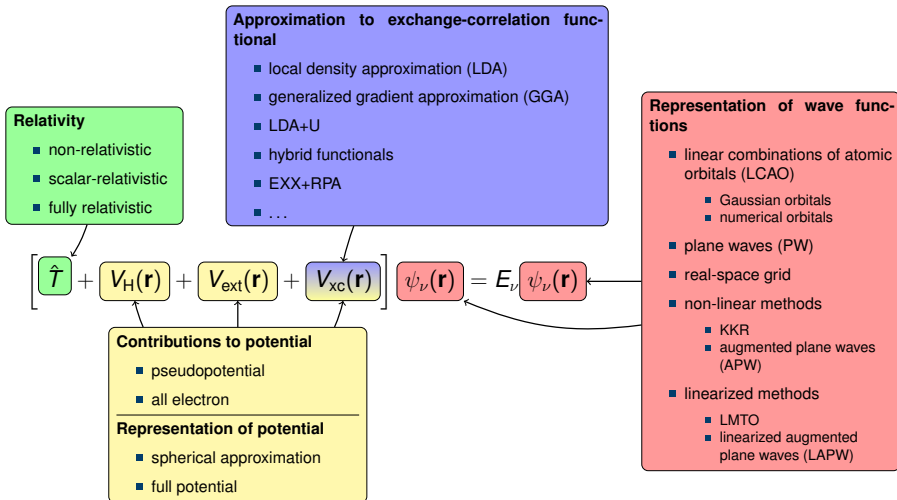 Approximation to exchange-correlation func-
tional
local density approximation (LDA)
generalized gradient approximation (GGA)
LDA+U
hybrid functionals
EXX+RPA
. . .
Relativity
non-relativistic
scalar-relativistic
fully relativistic
[T̂ + V_H(r) + V_ext(r) + V_xc(r)] ψ_ν(r) = E_ν ψ_ν(r)
Contributions to potential
pseudopotential
all electron
Representation of potential
spherical approximation
full potential
Representation of wave func-
tions
linear combinations of atomic
orbitals (LCAO)
Gaussian orbitals
numerical orbitals
plane waves (PW)
real-space grid
non-linear methods
KKR
augmented plane waves
(APW)
linearized methods
LMTO
linearized augmented
plane waves (LAPW)